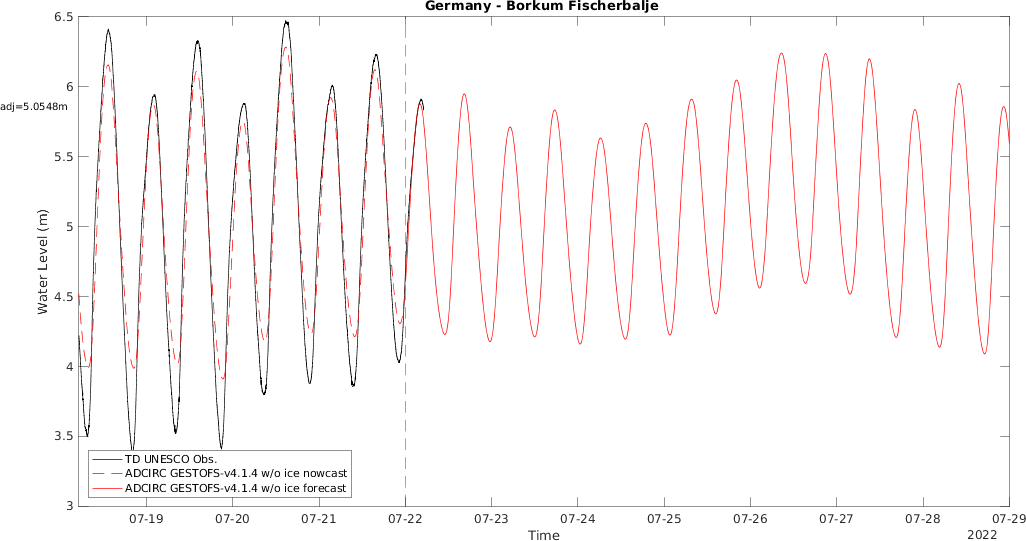 Germany - Borkum Fischerbalje
adj=5.0548m
Water Level (m)
6.5
6
5.5
5
4.5
4
3.5
3
TD UNESCO Obs.
ADCIRC GESTOFS-v4.1.4 w/o ice nowcast
ADCIRC GESTOFS-v4.1.4 w/o ice forecast
07-19 07-20 07-21 07-22 07-23 07-24 07-25 07-26 07-27 07-28 07-29
Time
2022